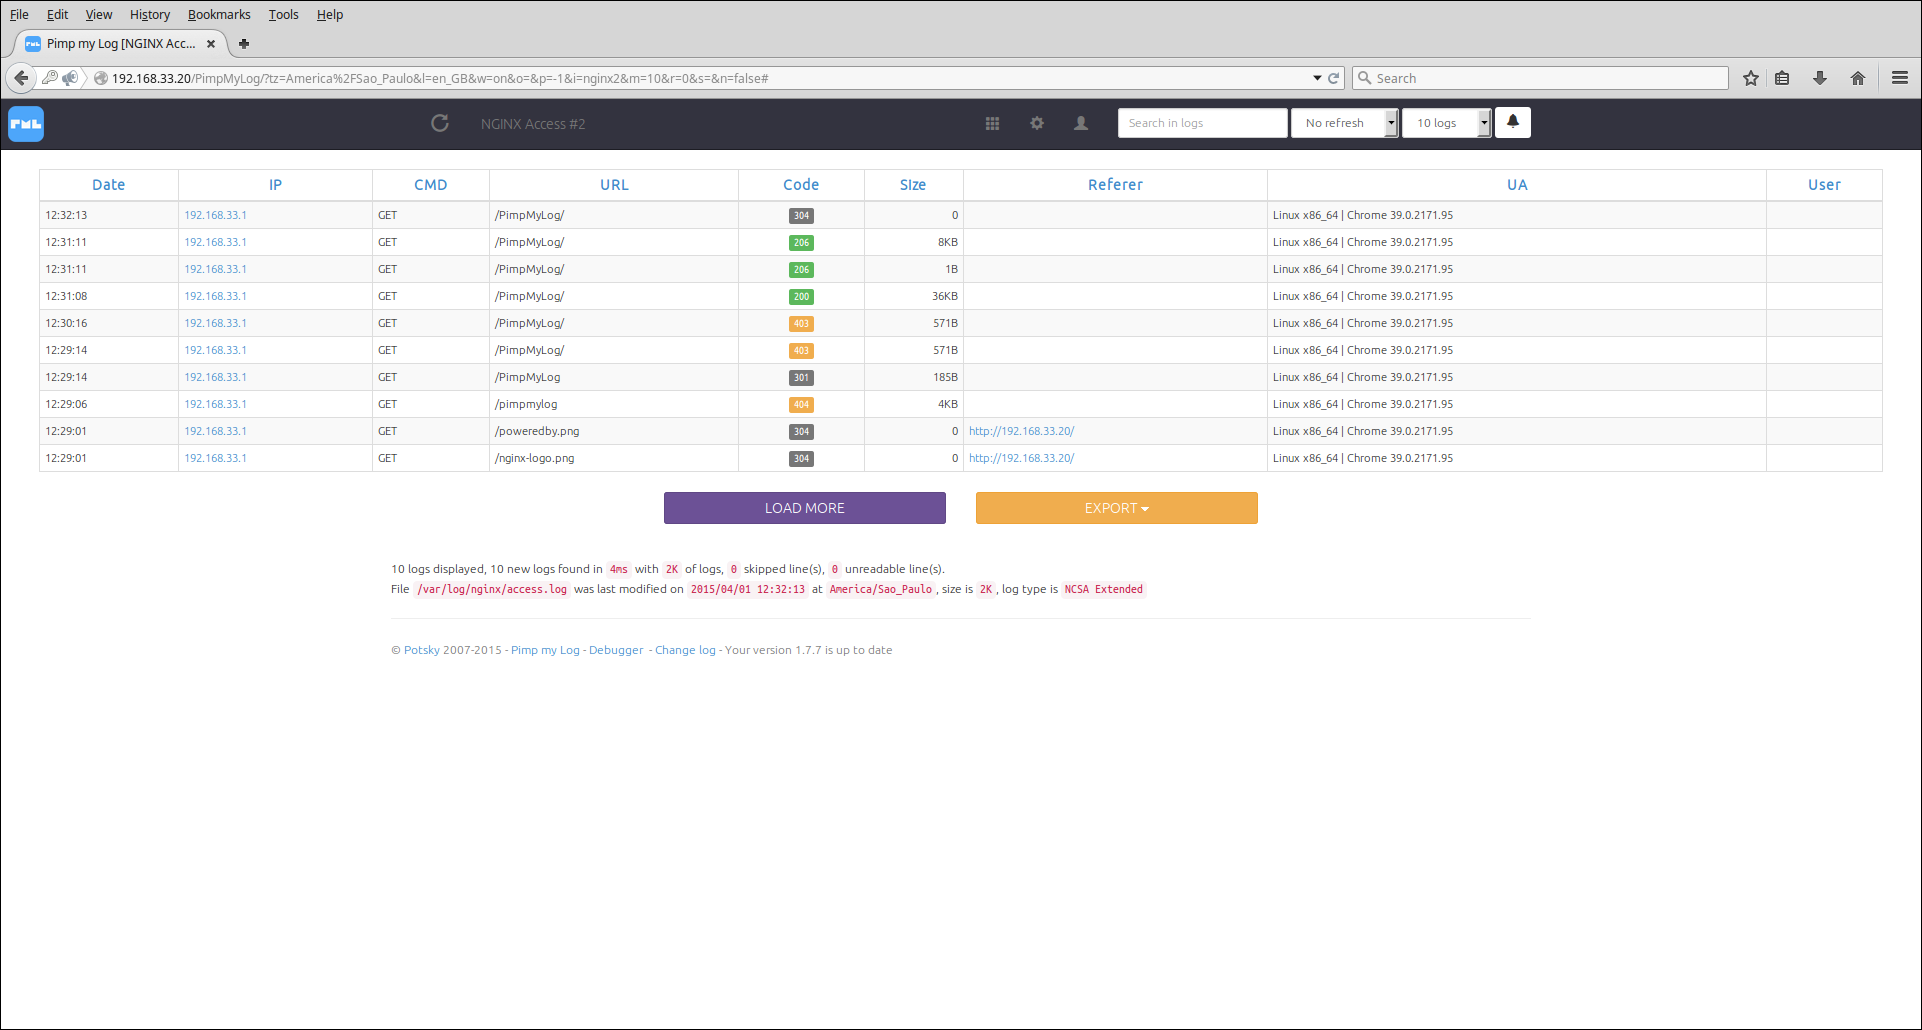 File Edit View History Bookmarks Tools Help
PML Pimp my Log [NGINX Acc...
192.168.33.20/PimpMyLog/?tz=America%2FSao_Paulo&l=en_GB&w=on&o=&p=-1&i=nginx2&m=10&r=0&s=&n=false# Search
PML NGINX Access #2 Search in logs No refresh 10 logs
Date IP CMD URL Code Size Referer UA User
12:32:13 192.168.33.1 GET /PimpMyLog/ 304 0 Linux x86_64 | Chrome 39.0.2171.95
12:31:11 192.168.33.1 GET /PimpMyLog/ 206 8KB Linux x86_64 | Chrome 39.0.2171.95
12:31:11 192.168.33.1 GET /PimpMyLog/ 206 1B Linux x86_64 | Chrome 39.0.2171.95
12:31:08 192.168.33.1 GET /PimpMyLog/ 200 36KB Linux x86_64 | Chrome 39.0.2171.95
12:30:16 192.168.33.1 GET /PimpMyLog/ 403 571B Linux x86_64 | Chrome 39.0.2171.95
12:29:14 192.168.33.1 GET /PimpMyLog/ 403 571B Linux x86_64 | Chrome 39.0.2171.95
12:29:14 192.168.33.1 GET /PimpMyLog 301 185B Linux x86_64 | Chrome 39.0.2171.95
12:29:06 192.168.33.1 GET /pimpmylog 404 4KB Linux x86_64 | Chrome 39.0.2171.95
12:29:01 192.168.33.1 GET /poweredby.png 304 0 http://192.168.33.20/ Linux x86_64 | Chrome 39.0.2171.95
12:29:01 192.168.33.1 GET /nginx-logo.png 304 0 http://192.168.33.20/ Linux x86_64 | Chrome 39.0.2171.95
LOAD MORE EXPORT
10 logs displayed, 10 new logs found in 4ms with 2K of logs, 0 skipped line(s), 0 unreadable line(s).
File /var/log/nginx/access.log was last modified on 2015/04/01 12:32:13 at America/Sao_Paulo, size is 2K, log type is NCSA Extended
© Potsky 2007-2015 - Pimp my Log - Debugger - Change log - Your version 1.7.7 is up to date